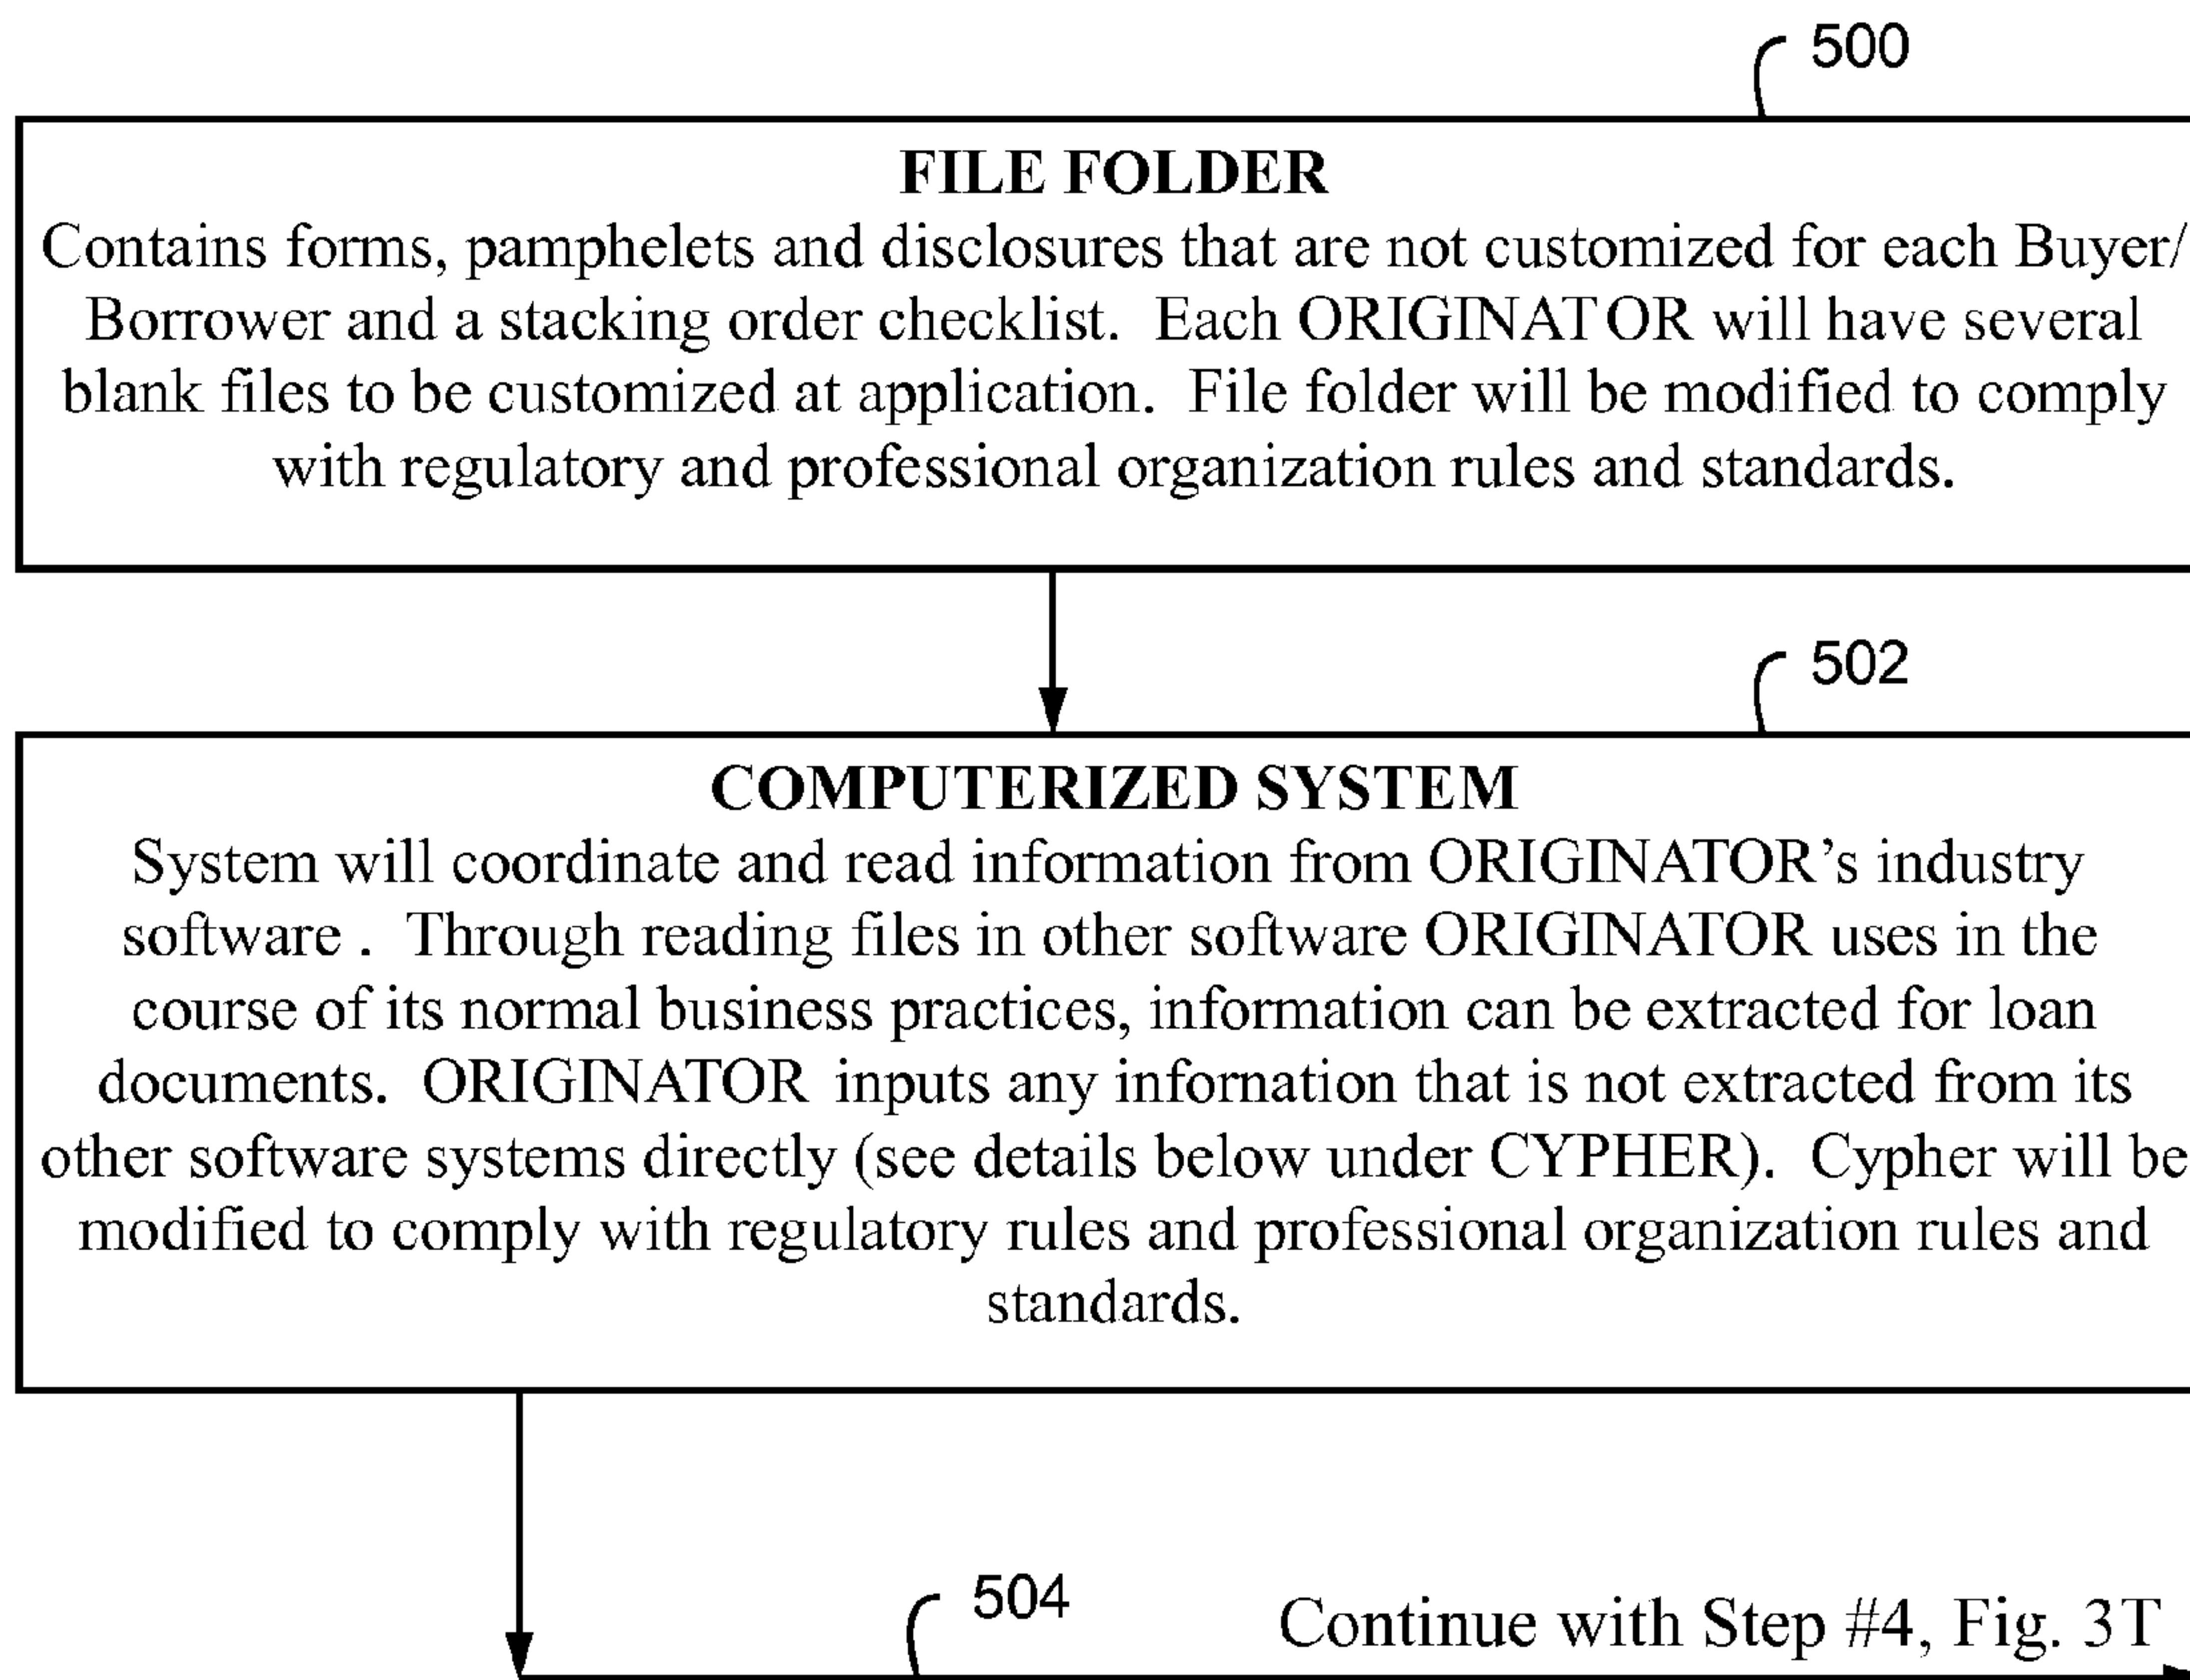 500
FILE FOLDER
Contains forms, pamphelets and disclosures that are not customized for each Buyer/
Borrower and a stacking order checklist. Each ORIGINATOR will have several
blank files to be customized at application. File folder will be modified to comply
with regulatory and professional organization rules and standards.
502
COMPUTERIZED SYSTEM
System will coordinate and read information from ORIGINATOR’s industry
software . Through reading files in other software ORIGINATOR uses in the
course of its normal business practices, information can be extracted for loan
documents. ORIGINATOR inputs any infornation that is not extracted from its
other software systems directly (see details below under CYPHER). Cypher will be
modified to comply with regulatory rules and professional organization rules and
standards.
504
Continue with Step #4, Fig. 3T